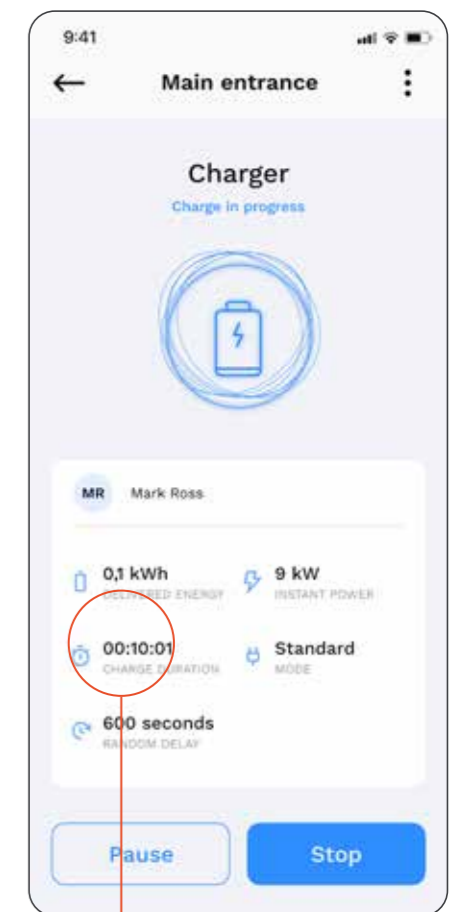 9:41
Main entrance
Charger
Charge in progress
MR Mark Ross
0,1 kWh
DELIVERED ENERGY
9 kW
INSTANT POWER
00:10:01
CHARGE DURATION
Standard
MODE
600 seconds
RANDOM DELAY
Pause
Stop